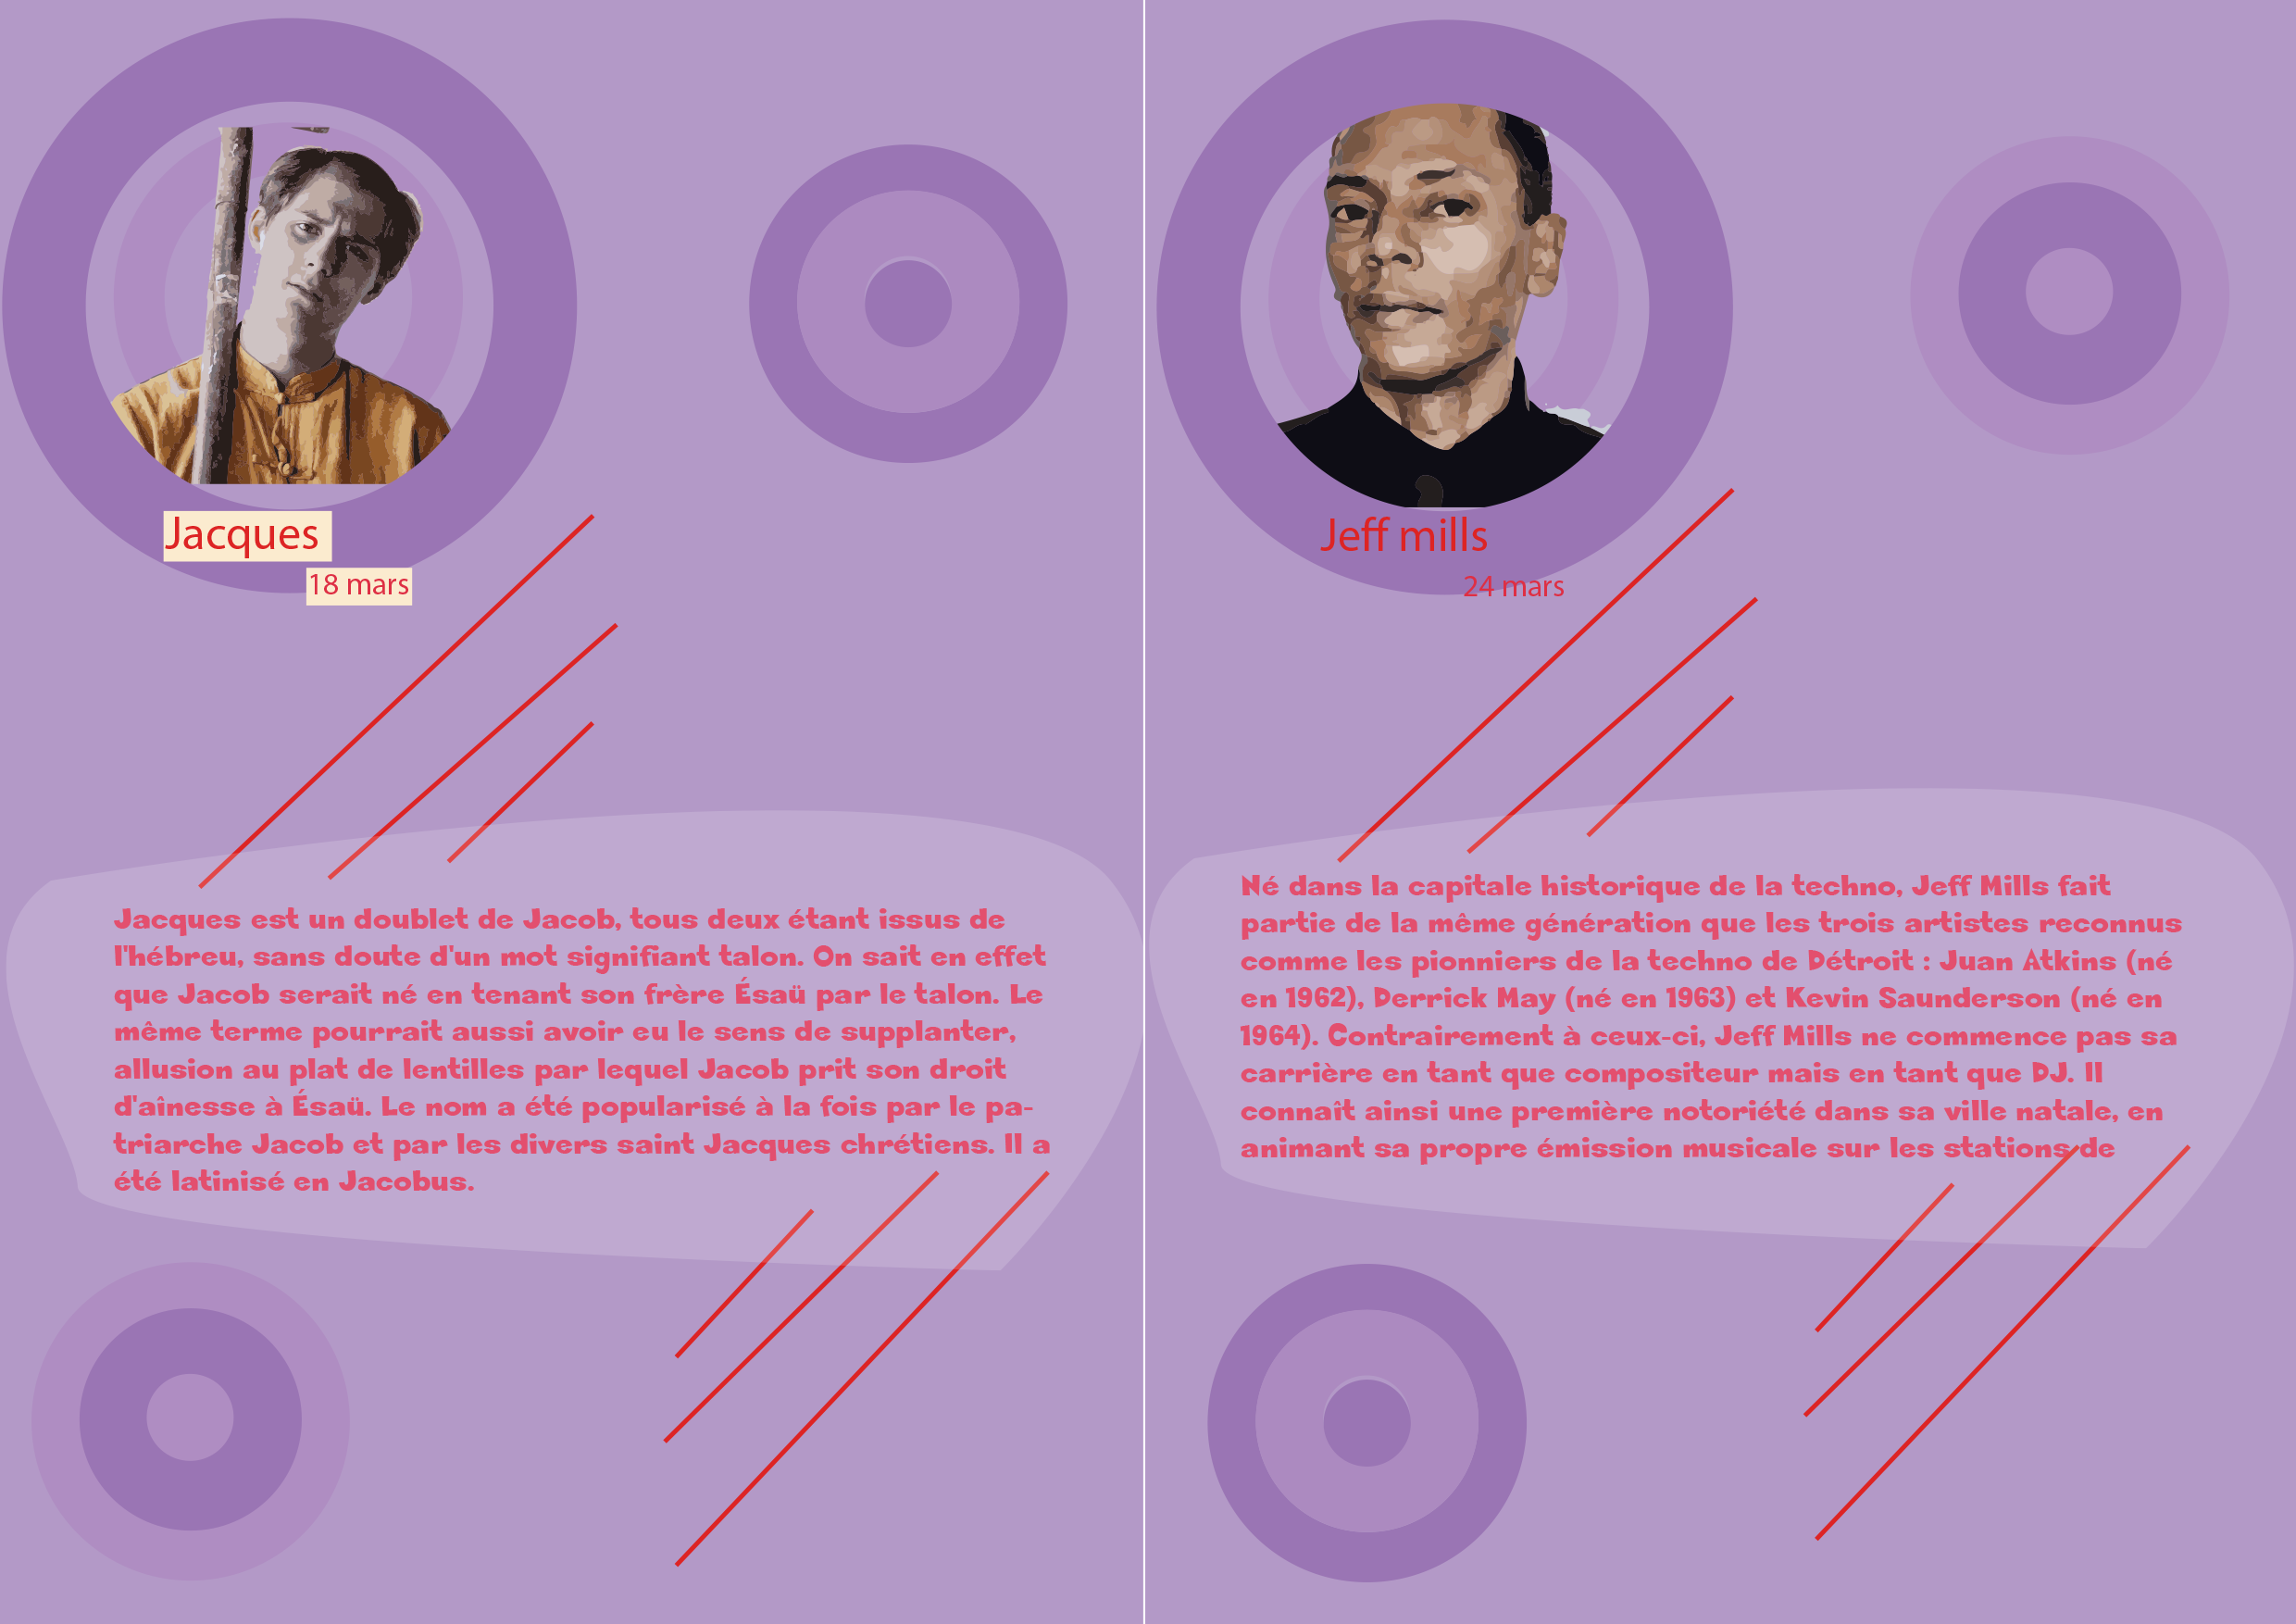 Jacques
18 mars
Jacques est un doublet de Jacob, tous deux étant issus de
l'hébreu, sans doute d'un mot signifiant talon. On sait en effet
que Jacob serait né en tenant son frère Ésaü par le talon. Le
même terme pourrait aussi avoir eu le sens de supplanter,
allusion au plat de lentilles par lequel Jacob prit son droit
d'aînesse à Ésaü. Le nom a été popularisé à la fois par le pa-
triarche Jacob et par les divers saint Jacques chrétiens. Il a
été latinisé en Jacobus.
Jeff mills
24 mars
Né dans la capitale historique de la techno, Jeff Mills fait
partie de la même génération que les trois artistes reconnus
comme les pionniers de la techno de Détroit : Juan Atkins (né
en 1962), Derrick May (né en 1963) et Kevin Saunderson (né en
1964). Contrairement à ceux-ci, Jeff Mills ne commence pas sa
carrière en tant que compositeur mais en tant que DJ. Il
connaît ainsi une première notoriété dans sa ville natale, en
animant sa propre émission musicale sur les stations de